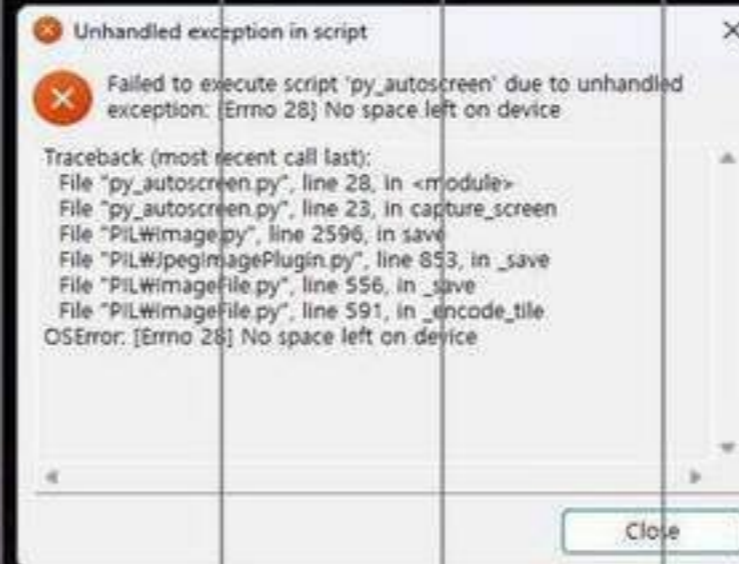 Unhandled exception in script
Failed to execute script 'py_autoscreen' due to unhandled
exception: [Errno 28] No space left on device
Traceback (most recent call last):
File "py_autoscreen.py", line 28, in <module>
File "py_autoscreen.py", line 23, in capture_screen
File "PIL₩Image.py", line 2596, in save
File "PIL₩JpegImagePlugin.py", line 853, in _save
File "PIL₩ImageFile.py", line 556, in _save
File "PIL₩ImageFile.py", line 591, in _encode_tile
OSError: [Errno 28] No space left on device
Close